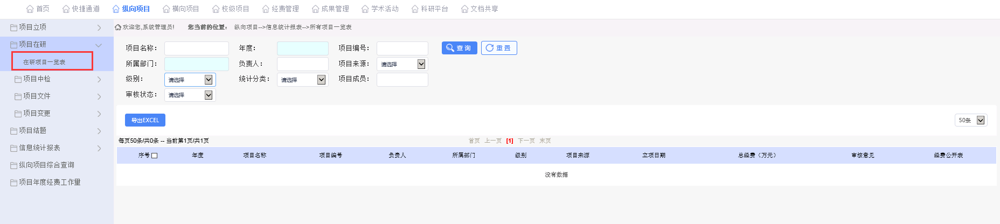 首页 快捷通道 纵向项目 横向项目 校级项目 经费管理 成果管理 学术活动 科研平台 文档共享
项目立项
项目在研
在研项目一览表
项目中检
项目文件
项目变更
项目结题
信息统计报表
纵向项目综合查询
项目年度经费工作量
欢迎您,系统管理员! 您当前的位置: 纵向项目-->信息统计报表-->所有项目一览表
项目名称: 年度: 项目编号: 查询 重置
所属部门: 负责人: 项目来源: 请选择
级别: 请选择 统计分类: 请选择 项目成员:
审核状态: 请选择
导出EXCEL 50条
每页50条/共0条 -- 当前第1页/共1页 首页 上一页 [1] 下一页 末页
序号 年度 项目名称 项目编号 负责人 所属部门 级别 项目来源 立项日期 总经费（万元） 审核意见 经费公开表
没有数据